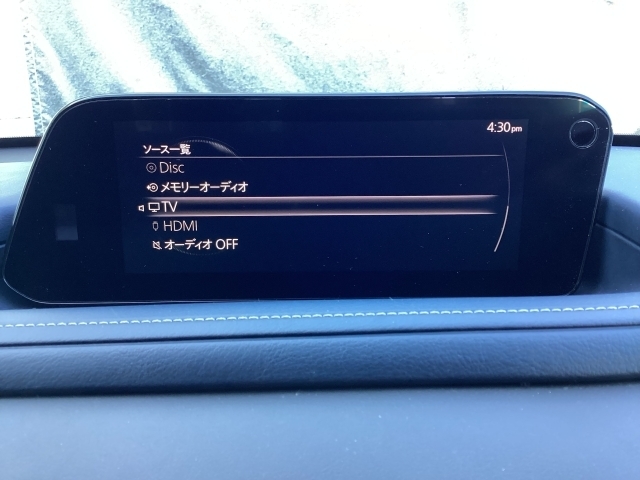 4:30pm
ソース一覧
Disc
メモリーオーディオ
TV
HDMI
オーディオ OFF